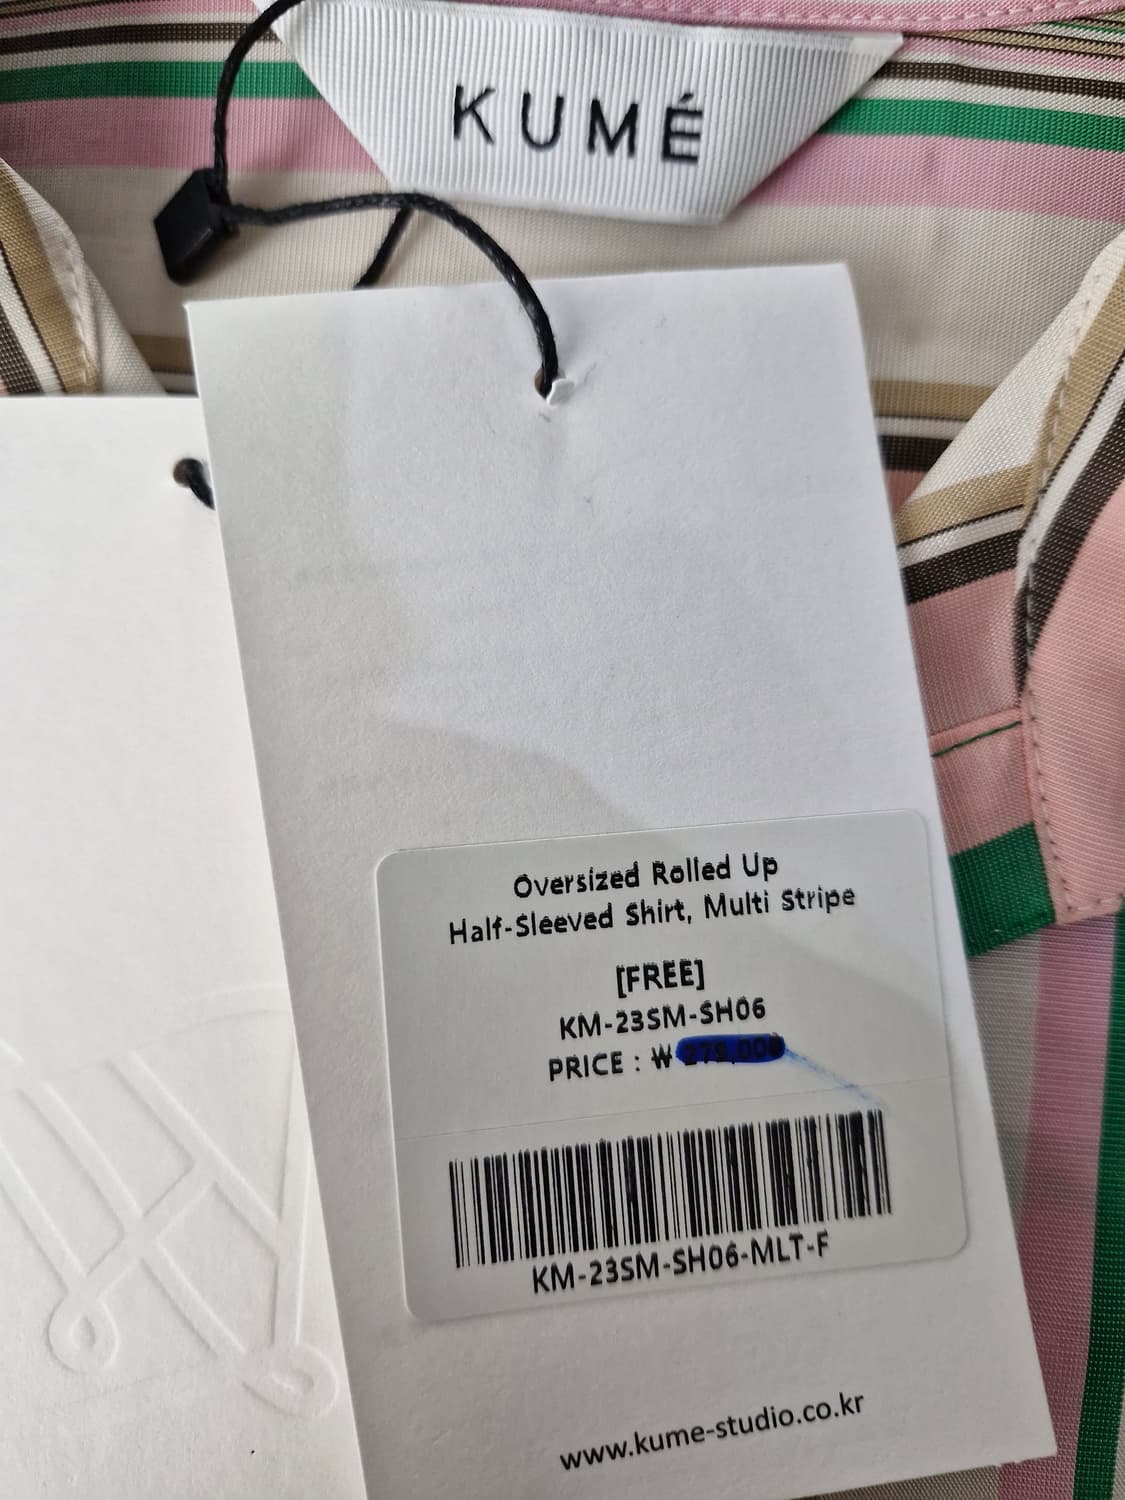 KUMÉ
Oversized Rolled Up
Half-Sleeved Shirt, Multi Stripe
[FREE]
KM-23SM-SH06
PRICE : ₩
KM-23SM-SH06-MLT-F
www.kume-studio.co.kr